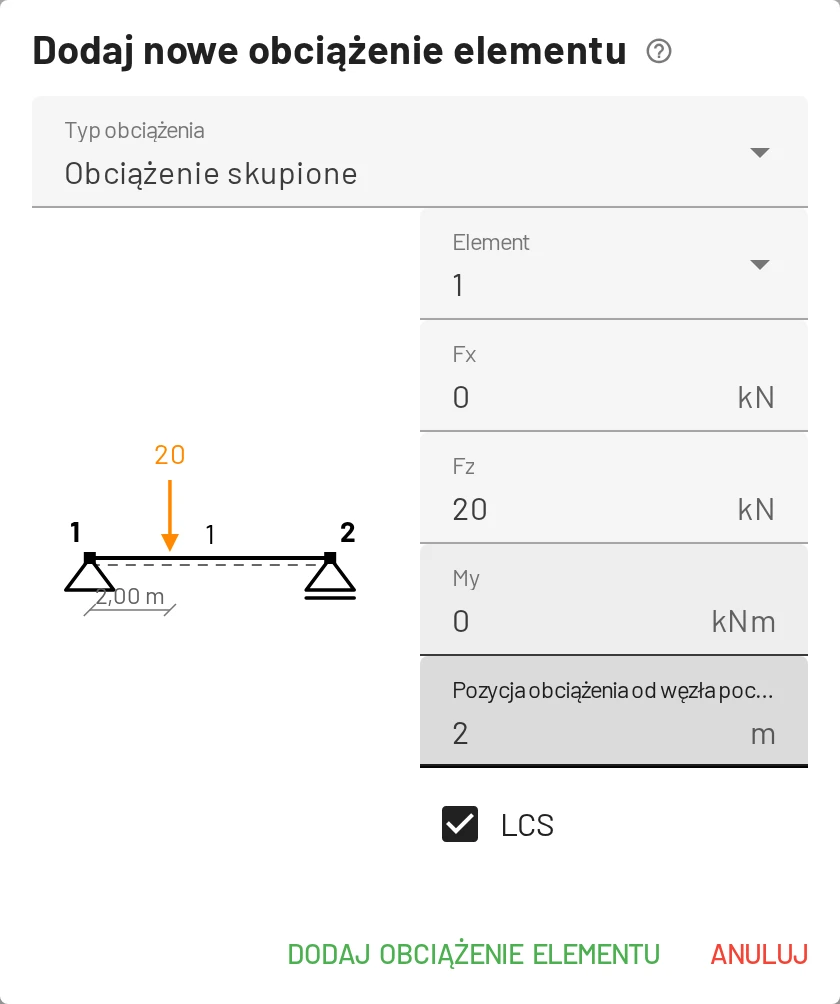 Dodaj nowe obciążenie elementu ?
Typ obciążenia
Obciążenie skupione
Element
1
Fx
0 kN
Fz
20 kN
My
0 kNm
Pozycja obciążenia od węzła poc...
2 m
LCS
20
1 1 2
2,00 m
DODAJ OBCIĄŻENIE ELEMENTU ANULUJ